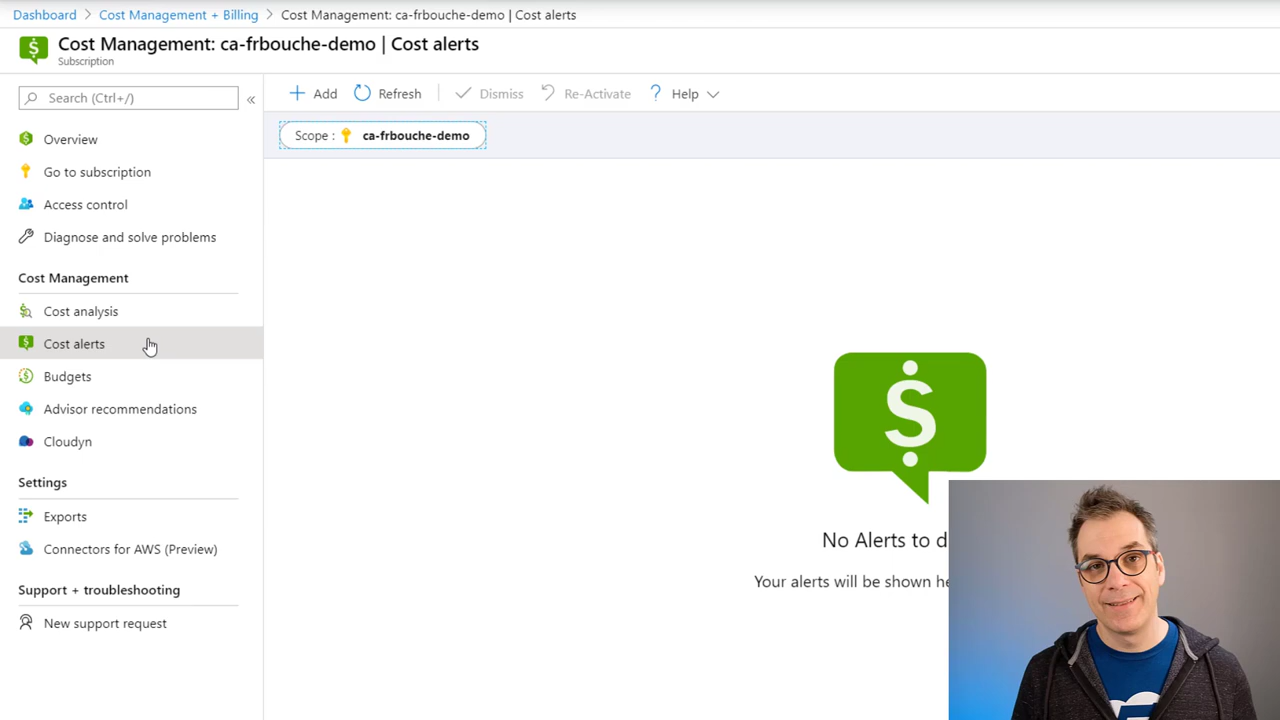 Dashboard > Cost Management + Billing > Cost Management: ca-frbouche-demo | Cost alerts
Cost Management: ca-frbouche-demo | Cost alerts
Subscription
Search (Ctrl+/)
«
Overview
Go to subscription
Access control
Diagnose and solve problems
Cost Management
Cost analysis
Cost alerts
Budgets
Advisor recommendations
Cloudyn
Settings
Exports
Connectors for AWS (Preview)
Support + troubleshooting
New support request
Add Refresh Dismiss Re-Activate Help
Scope : ca-frbouche-demo
No Alerts to
Your alerts will be shown